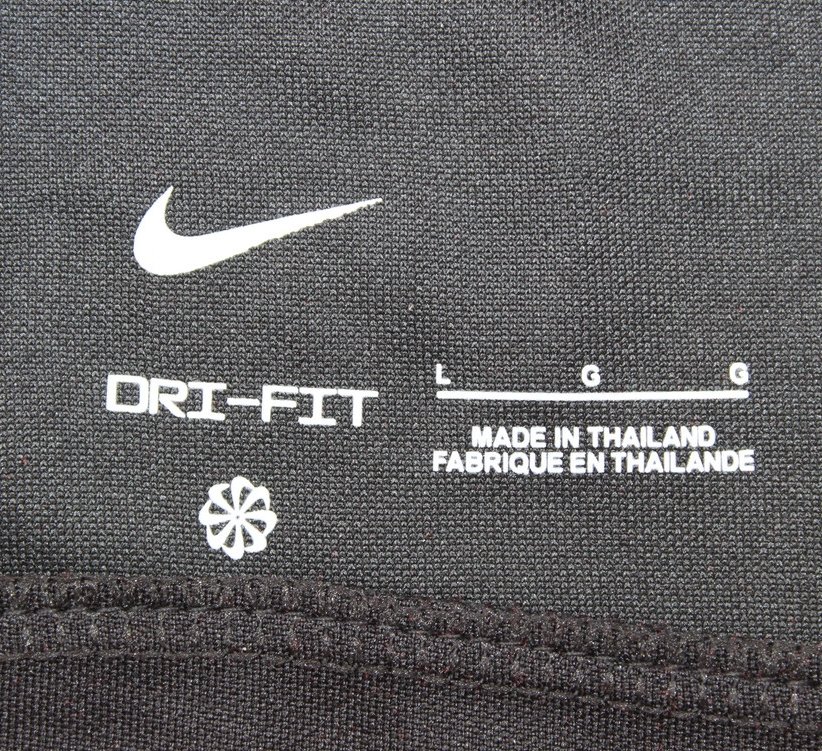 DRI-FIT
L G G
MADE IN THAILAND
FABRIQUE EN THAILANDE